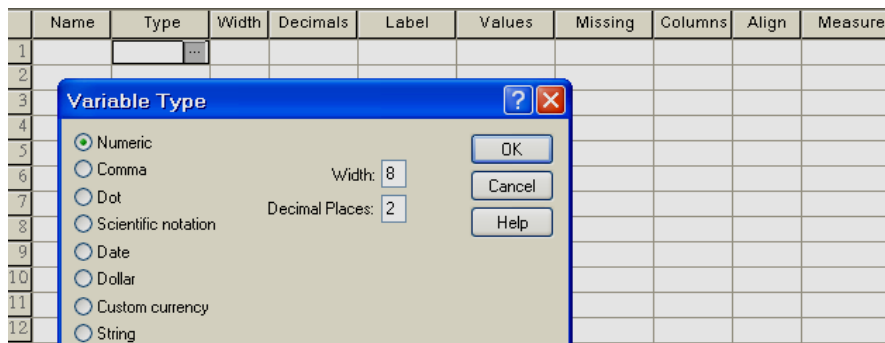 Name Type Width Decimals Label Values Missing Columns Align Measure
1 ...
2
3
4
5
6
7
8
9
10
11
12
Variable Type ?
Numeric
Comma
Dot
Scientific notation
Date
Dollar
Custom currency
String
Width: 8
Decimal Places: 2
OK
Cancel
Help